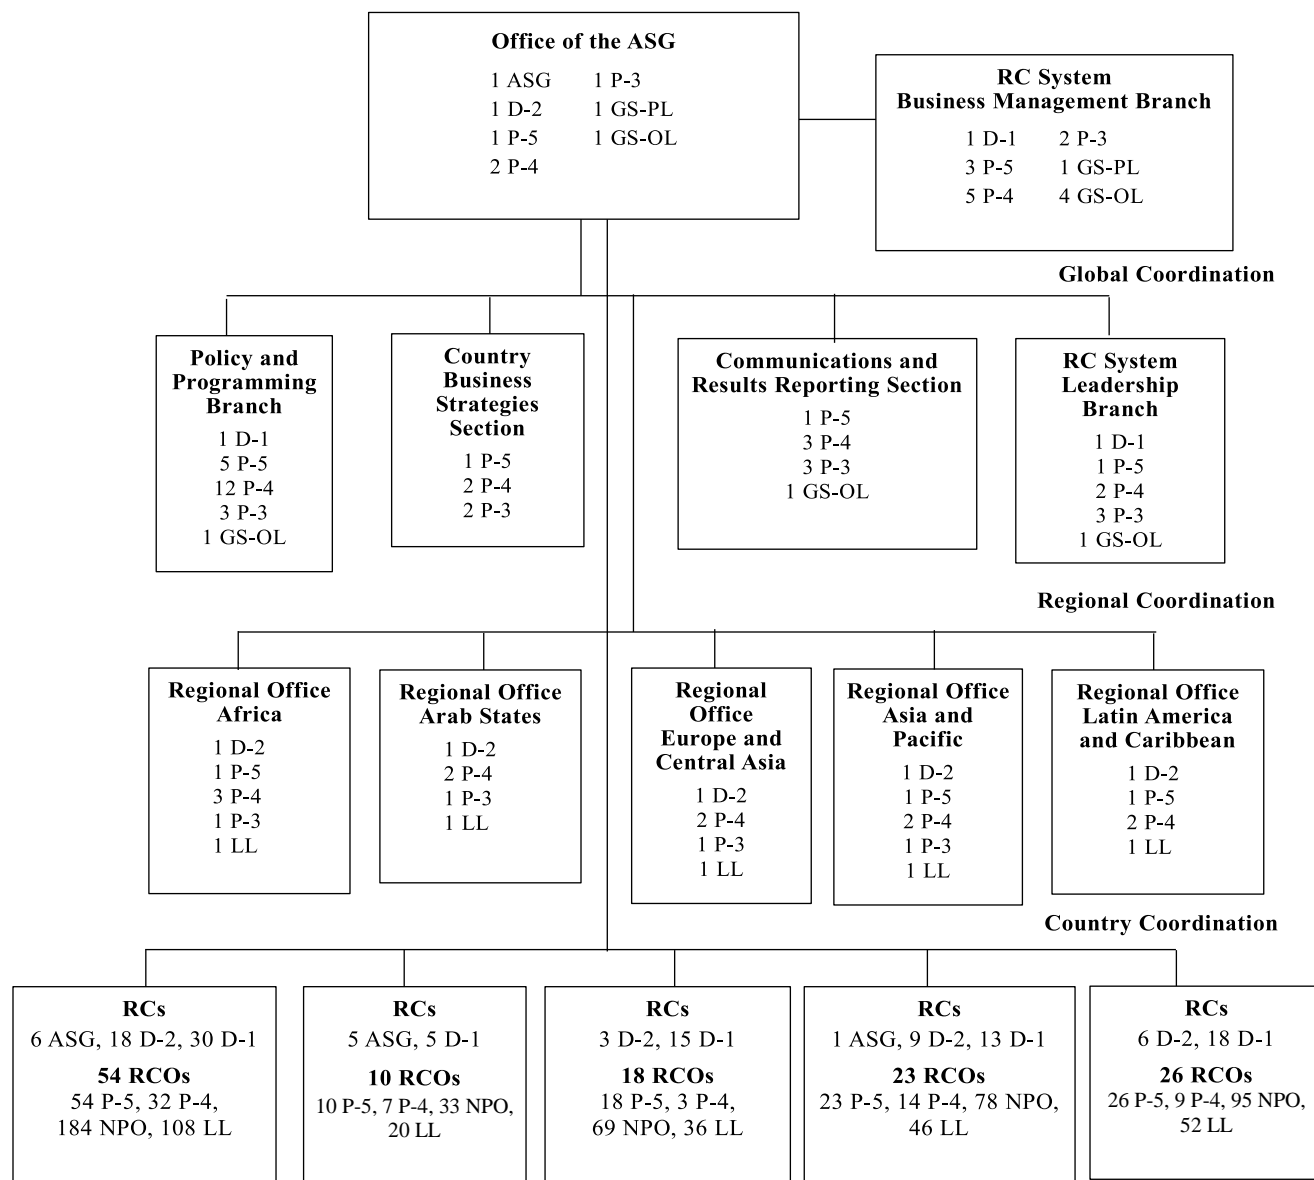 Office of the ASG
1 ASG 1 P-3
1 D-2 1 GS-PL
1 P-5 1 GS-OL
2 P-4
RC System
Business Management Branch
1 D-1 2 P-3
3 P-5 1 GS-PL
5 P-4 4 GS-OL
Global Coordination
Policy and
Programming
Branch
1 D-1
5 P-5
12 P-4
3 P-3
1 GS-OL
Country
Business
Strategies
Section
1 P-5
2 P-4
2 P-3
Communications and
Results Reporting Section
1 P-5
3 P-4
3 P-3
1 GS-OL
RC System
Leadership
Branch
1 D-1
1 P-5
2 P-4
3 P-3
1 GS-OL
Regional Coordination
Regional Office
Africa
1 D-2
1 P-5
3 P-4
1 P-3
1 LL
Regional Office
Arab States
1 D-2
2 P-4
1 P-3
1 LL
Regional
Office
Europe and
Central Asia
1 D-2
2 P-4
1 P-3
1 LL
Regional Office
Asia and
Pacific
1 D-2
1 P-5
2 P-4
1 P-3
1 LL
Regional Office
Latin America
and Caribbean
1 D-2
1 P-5
2 P-4
1 LL
Country Coordination
RCs
6 ASG, 18 D-2, 30 D-1
54 RCOs
54 P-5, 32 P-4,
184 NPO, 108 LL
RCs
5 ASG, 5 D-1
10 RCOs
10 P-5, 7 P-4, 33 NPO,
20 LL
RCs
3 D-2, 15 D-1
18 RCOs
18 P-5, 3 P-4,
69 NPO, 36 LL
RCs
1 ASG, 9 D-2, 13 D-1
23 RCOs
23 P-5, 14 P-4, 78 NPO,
46 LL
RCs
6 D-2, 18 D-1
26 RCOs
26 P-5, 9 P-4, 95 NPO,
52 LL